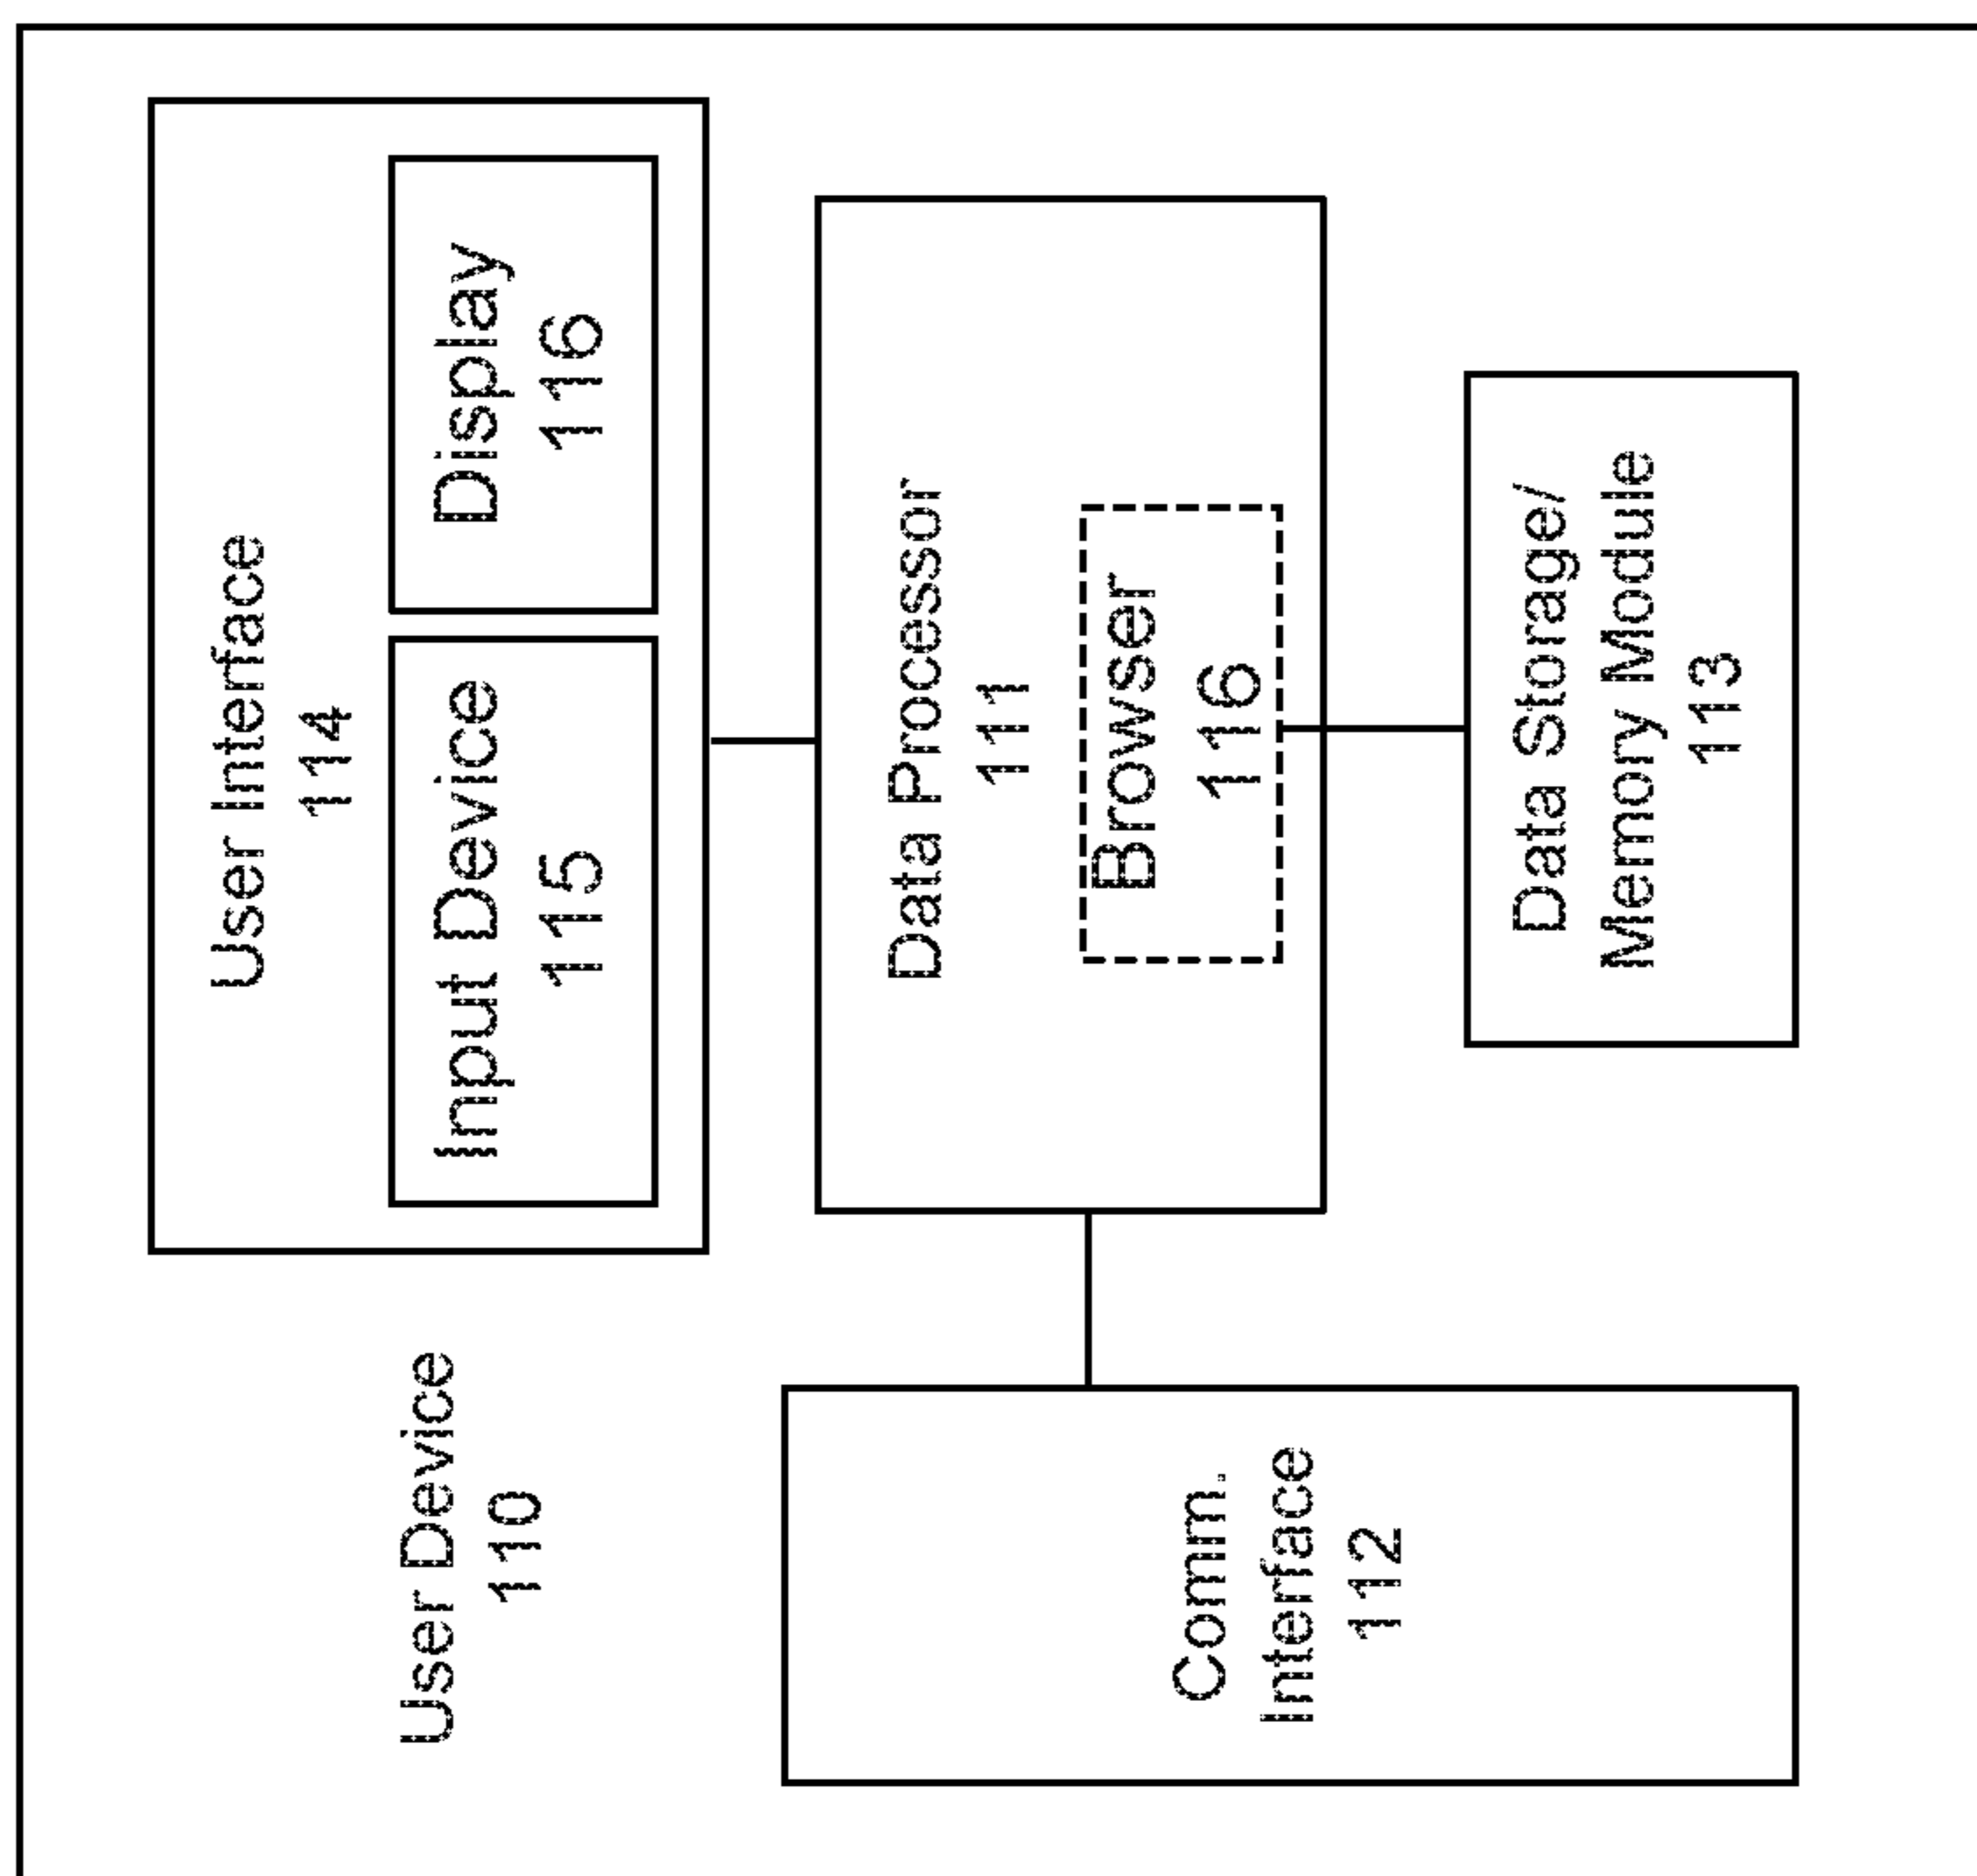 User Device
110
User Interface
114
Input Device
115
Display
116
Data Processor
111
Browser
116
Comm.
Interface
112
Data Storage/
Memory Module
113